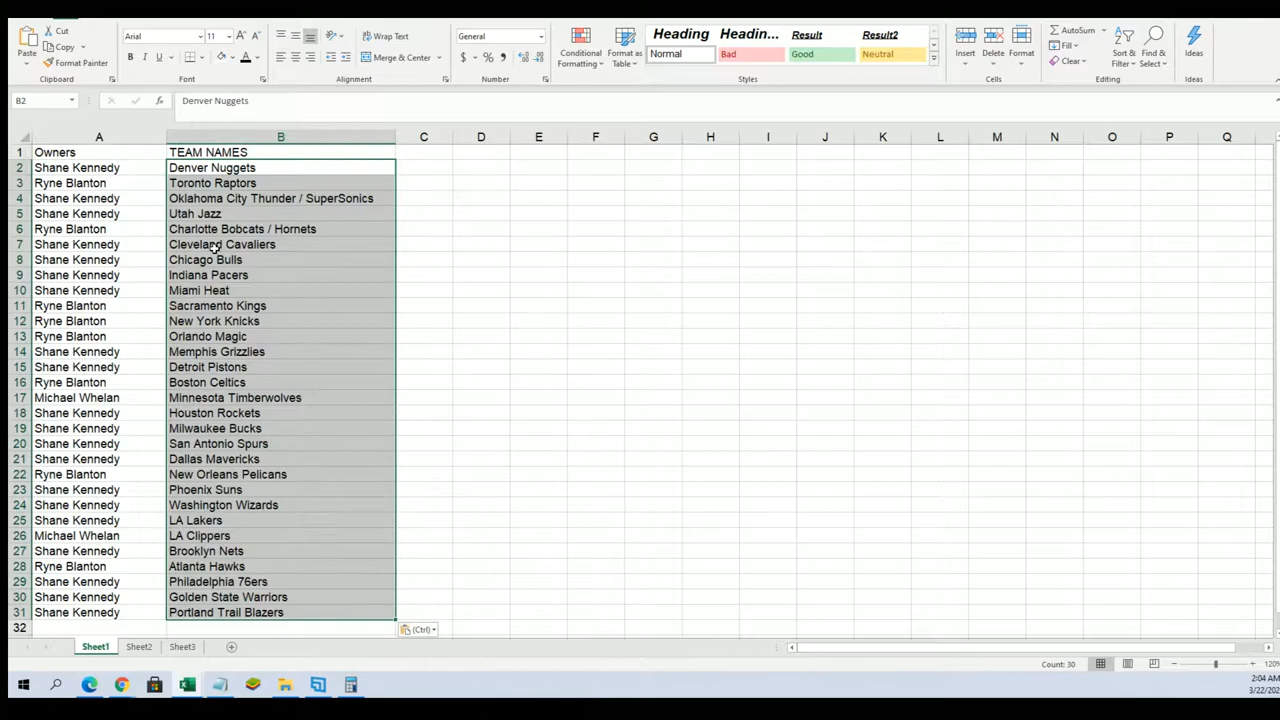 Cut
Copy
Format Painter
Paste
Clipboard
Arial 11 A A
B I U A
Font
Wrap Text
Merge & Center
Alignment
General
$ % ,
Number
Conditional Formatting
Format as Table
Heading Headin... Result Result2
Normal Bad Good Neutral
Styles
Insert Delete Format
Cells
AutoSum
Fill
Clear
Sort & Filter
Find & Select
Editing
Ideas
Ideas
B2 fx Denver Nuggets
A B C D E F G H I J K L M N O P Q
1 Owners TEAM NAMES
2 Shane Kennedy Denver Nuggets
3 Ryne Blanton Toronto Raptors
4 Shane Kennedy Oklahoma City Thunder / SuperSonics
5 Shane Kennedy Utah Jazz
6 Ryne Blanton Charlotte Bobcats / Hornets
7 Shane Kennedy Cleveland Cavaliers
8 Shane Kennedy Chicago Bulls
9 Shane Kennedy Indiana Pacers
10 Shane Kennedy Miami Heat
11 Ryne Blanton Sacramento Kings
12 Ryne Blanton New York Knicks
13 Ryne Blanton Orlando Magic
14 Shane Kennedy Memphis Grizzlies
15 Shane Kennedy Detroit Pistons
16 Ryne Blanton Boston Celtics
17 Michael Whelan Minnesota Timberwolves
18 Shane Kennedy Houston Rockets
19 Shane Kennedy Milwaukee Bucks
20 Shane Kennedy San Antonio Spurs
21 Shane Kennedy Dallas Mavericks
22 Ryne Blanton New Orleans Pelicans
23 Shane Kennedy Phoenix Suns
24 Shane Kennedy Washington Wizards
25 Shane Kennedy LA Lakers
26 Michael Whelan LA Clippers
27 Shane Kennedy Brooklyn Nets
28 Ryne Blanton Atlanta Hawks
29 Shane Kennedy Philadelphia 76ers
30 Shane Kennedy Golden State Warriors
31 Shane Kennedy Portland Trail Blazers
32 (Ctrl)
Sheet1 Sheet2 Sheet3
Count: 30 120%
2:04 AM
3/22/202